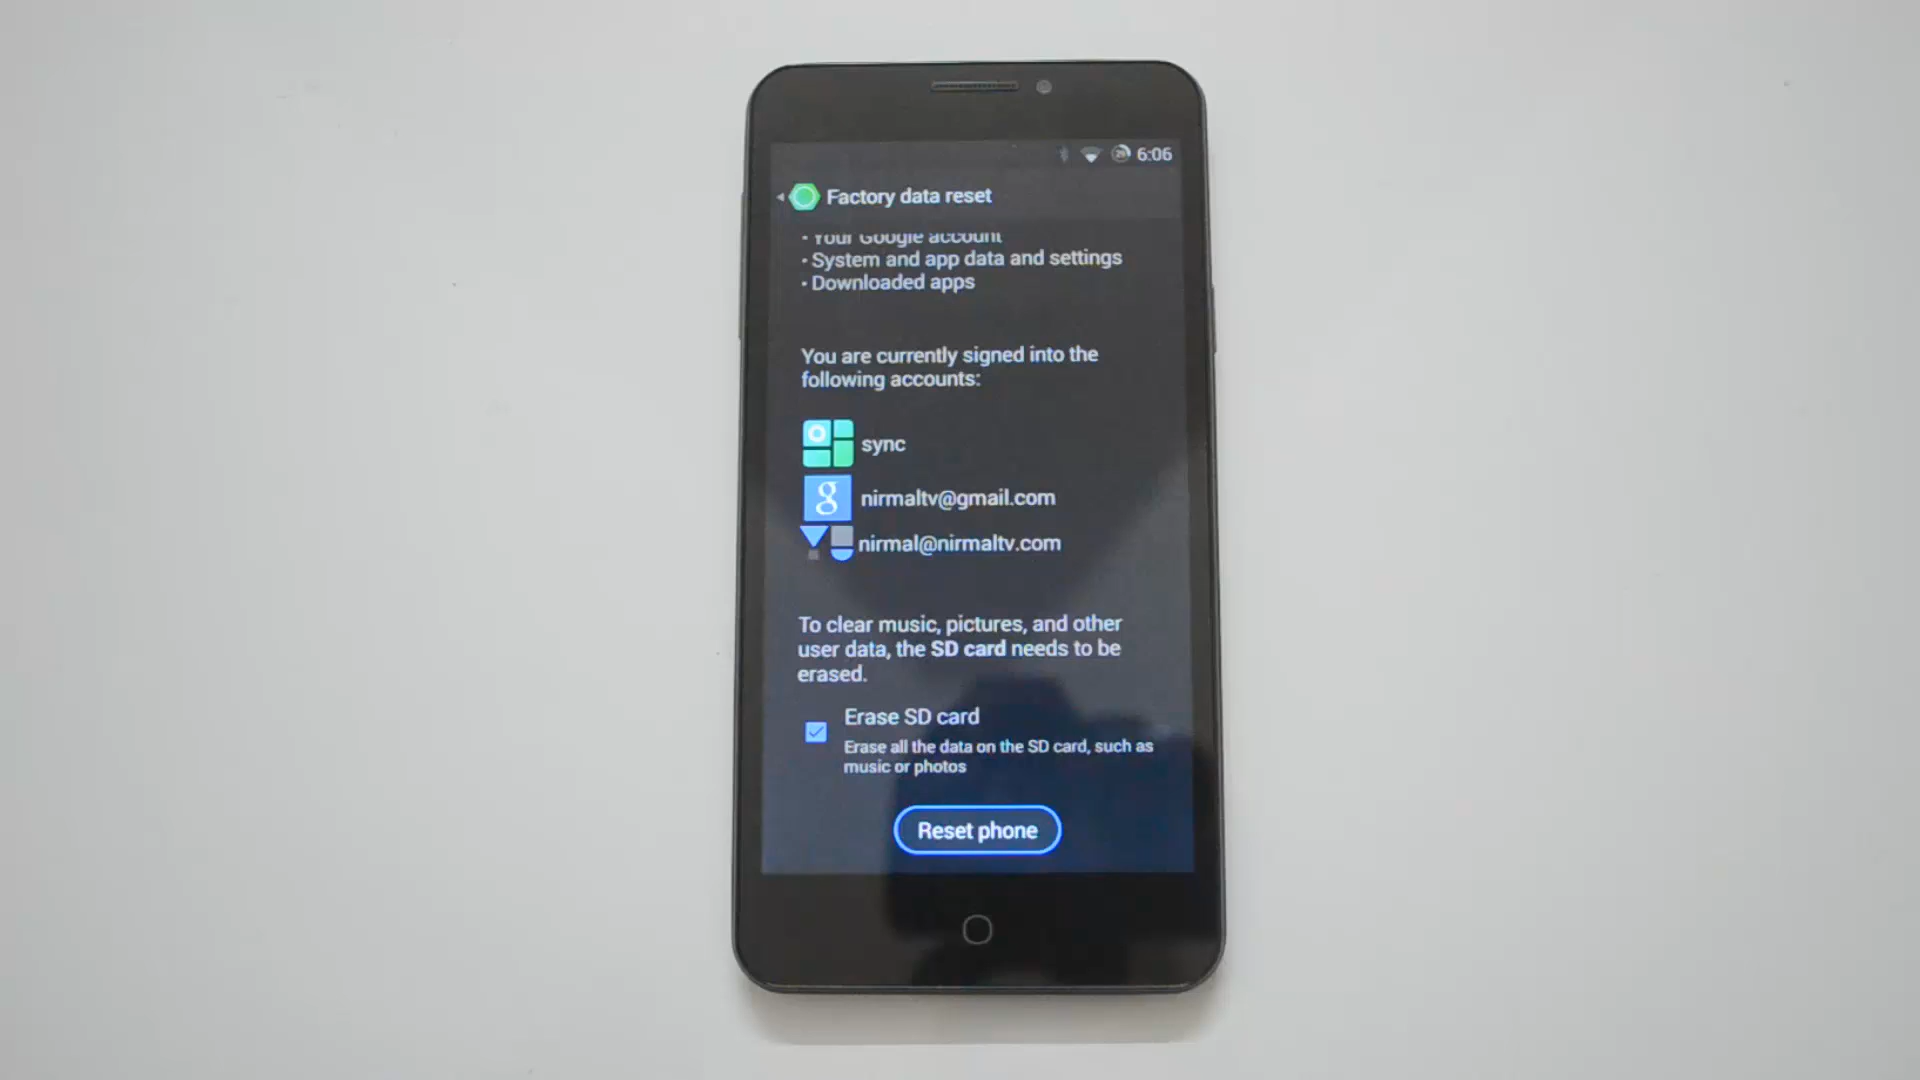 6:06
Factory data reset
• Your Google account
• System and app data and settings
• Downloaded apps
You are currently signed into the
following accounts:
sync
g nirmaltv@gmail.com
nirmal@nirmaltv.com
To clear music, pictures, and other
user data, the SD card needs to be
erased.
Erase SD card
Erase all the data on the SD card, such as
music or photos
Reset phone